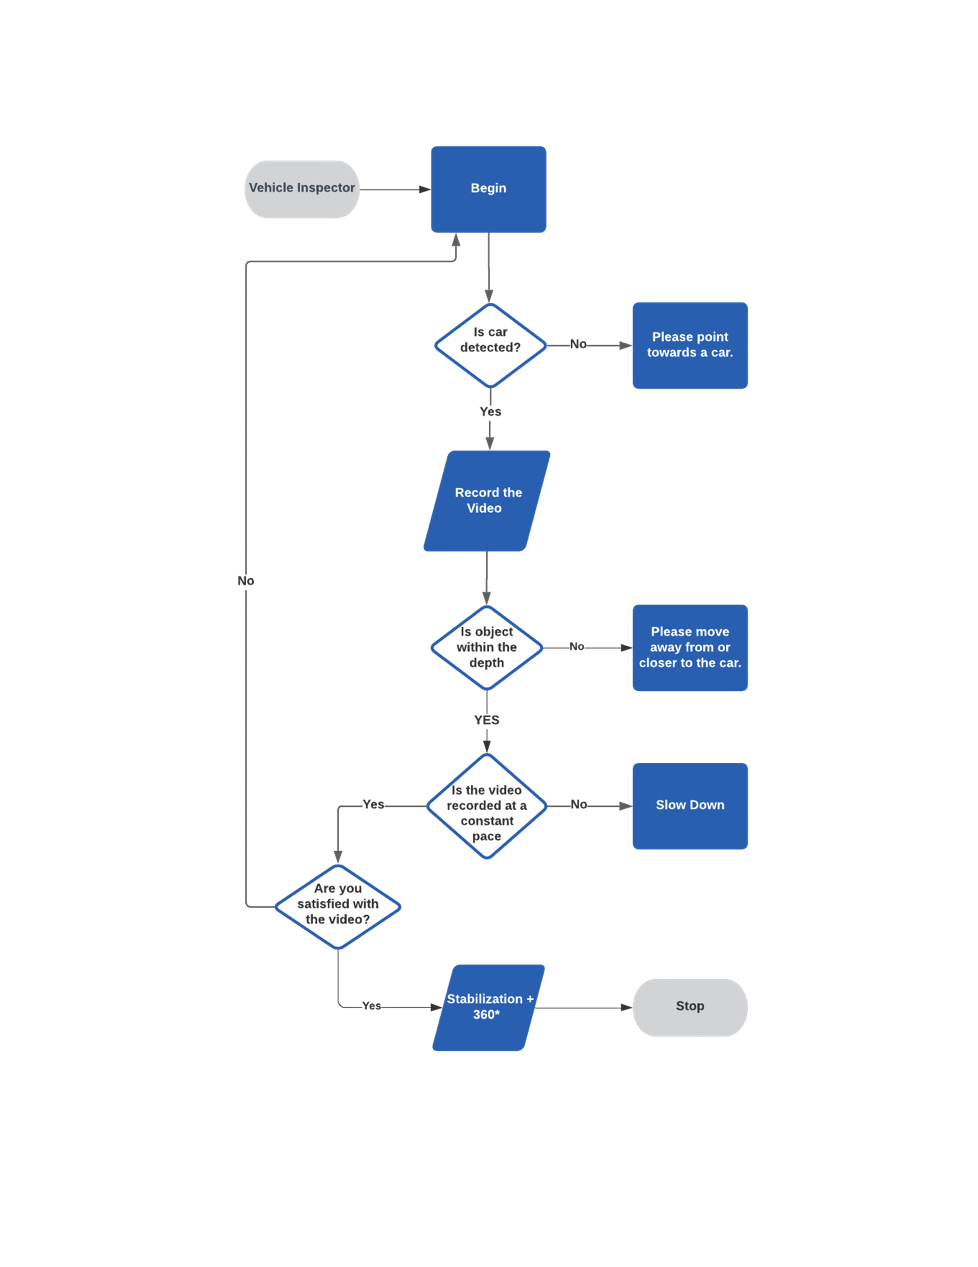 Vehicle Inspector
Begin
Is car
detected?
No
Please point
towards a car.
Yes
Record the
Video
No
Is object
within the
depth
No
Please move
away from or
closer to the car.
YES
Is the video
recorded at a
constant
pace
No
Slow Down
Yes
Are you
satisfied with
the video?
Yes
Stabilization +
360*
Stop